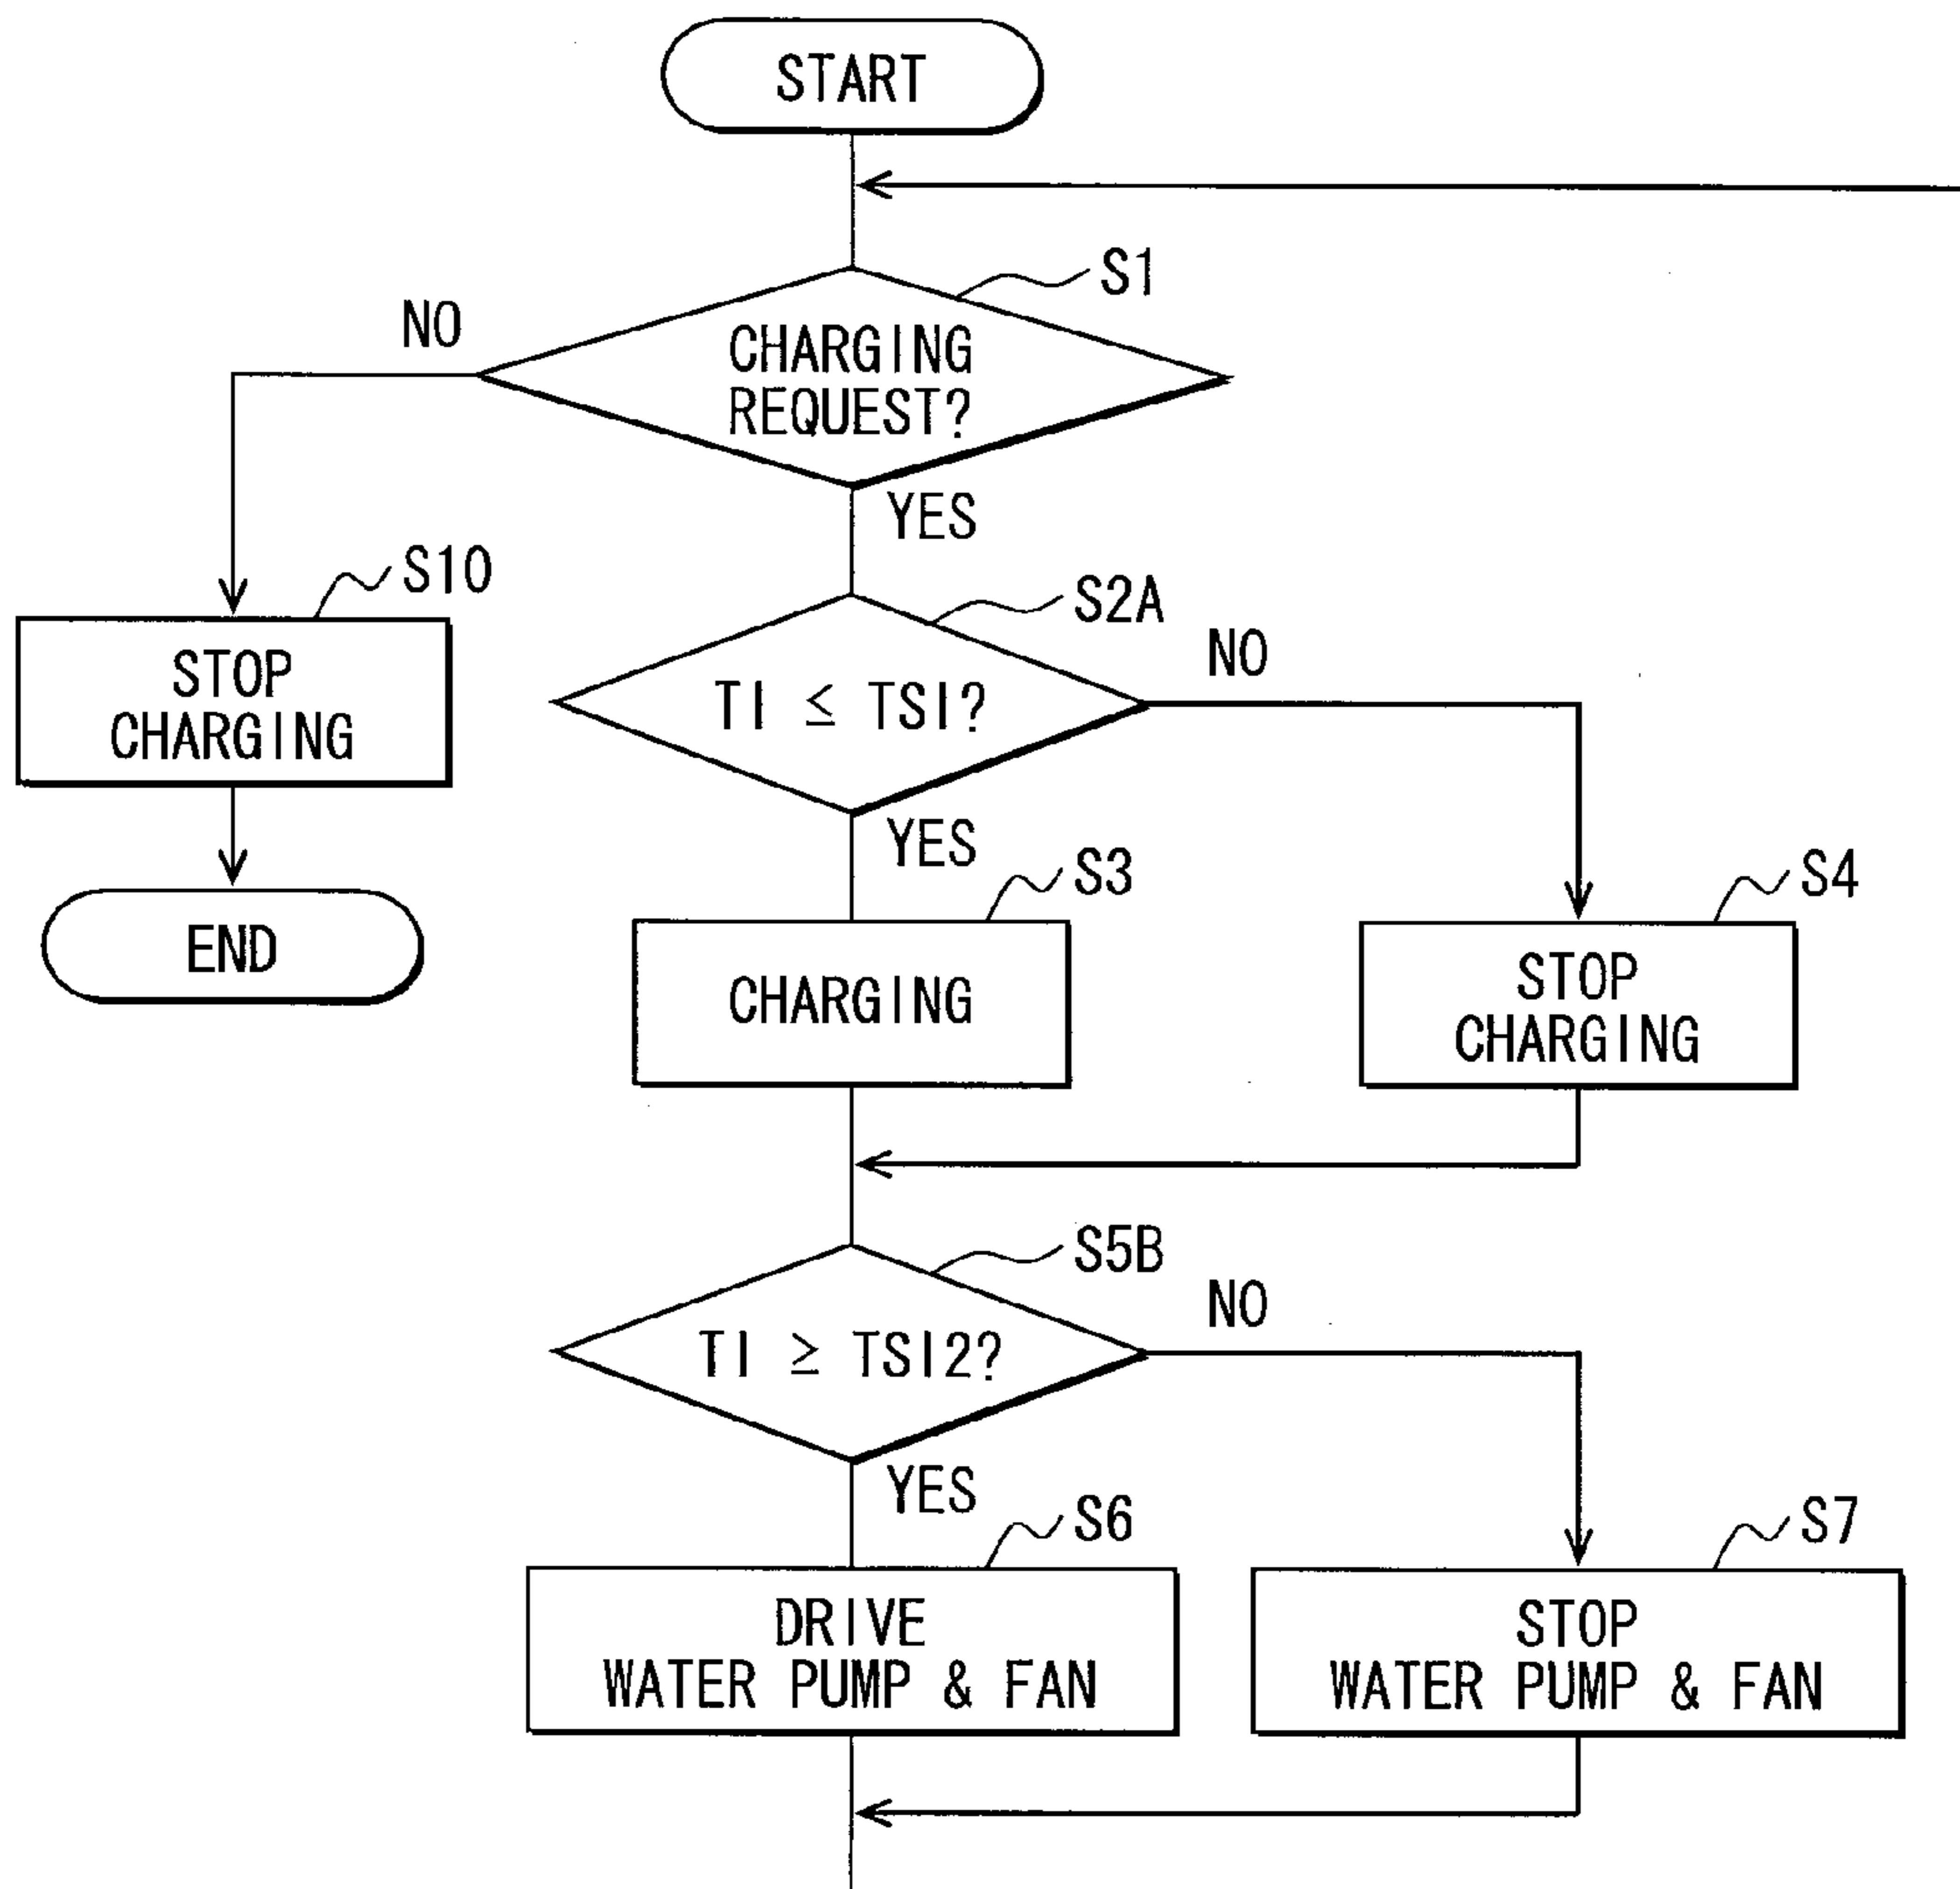 START
S1
NO
CHARGING
REQUEST?
YES
S10
STOP
CHARGING
END
S2A
NO
TI ≤ TSI?
YES
S3
CHARGING
S4
STOP
CHARGING
S5B
NO
TI ≥ TSI2?
YES
S6
DRIVE
WATER PUMP & FAN
S7
STOP
WATER PUMP & FAN